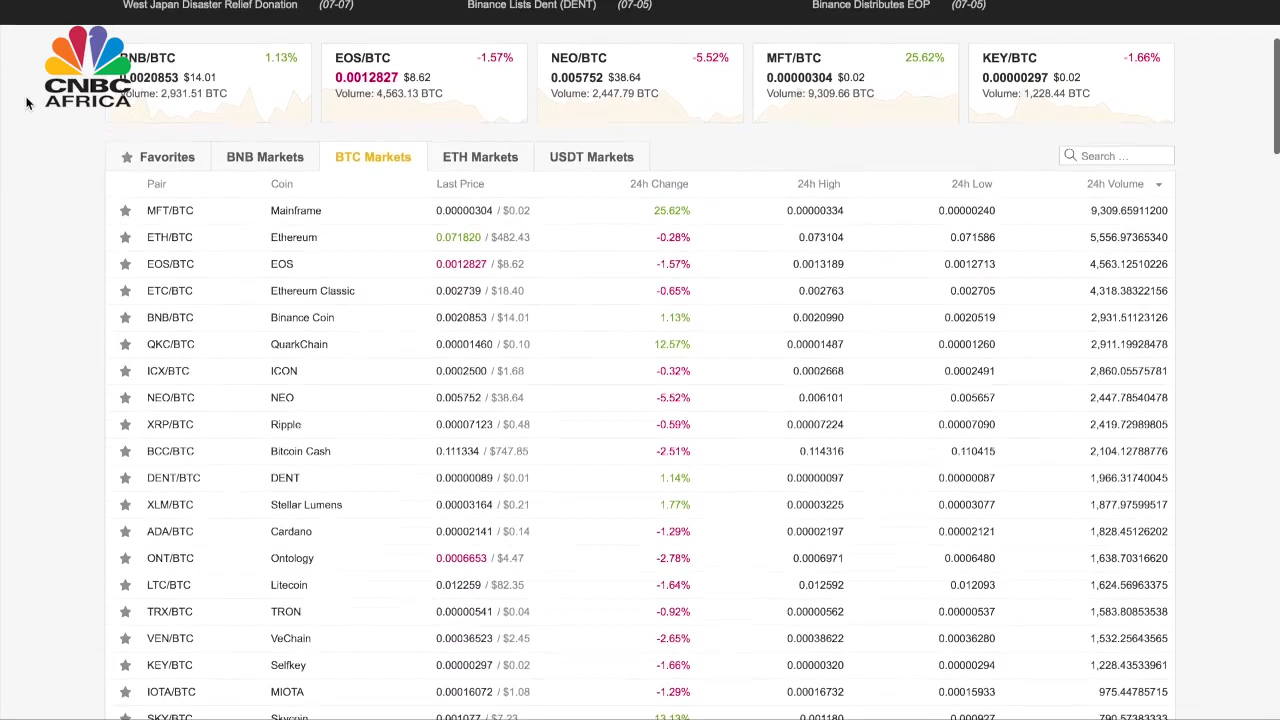 West Japan Disaster Relief Donation (07-07) Binance Lists Dent (DENT) (07-05) Binance Distributes EOP (07-05)
BNB/BTC 1.13% EOS/BTC -1.57% NEO/BTC -5.52% MFT/BTC 25.62% KEY/BTC -1.66%
0.0020853 $14.01 0.0012827 $8.62 0.005752 $38.64 0.00000304 $0.02 0.00000297 $0.02
Volume: 2,931.51 BTC Volume: 4,563.13 BTC Volume: 2,447.79 BTC Volume: 9,309.66 BTC Volume: 1,228.44 BTC
CNBC
AFRICA
Favorites BNB Markets BTC Markets ETH Markets USDT Markets Search ...
Pair Coin Last Price 24h Change 24h High 24h Low 24h Volume
MFT/BTC Mainframe 0.00000304 / $0.02 25.62% 0.00000334 0.00000240 9,309.65911200
ETH/BTC Ethereum 0.071820 / $482.43 -0.28% 0.073104 0.071586 5,556.97365340
EOS/BTC EOS 0.0012827 / $8.62 -1.57% 0.0013189 0.0012713 4,563.12510226
ETC/BTC Ethereum Classic 0.002739 / $18.40 -0.65% 0.002763 0.002705 4,318.38322156
BNB/BTC Binance Coin 0.0020853 / $14.01 1.13% 0.0020990 0.0020519 2,931.51123126
QKC/BTC QuarkChain 0.00001460 / $0.10 12.57% 0.00001487 0.00001260 2,911.19928478
ICX/BTC ICON 0.0002500 / $1.68 -0.32% 0.0002668 0.0002491 2,860.05575781
NEO/BTC NEO 0.005752 / $38.64 -5.52% 0.006101 0.005657 2,447.78540478
XRP/BTC Ripple 0.00007123 / $0.48 -0.59% 0.00007224 0.00007090 2,419.72989805
BCC/BTC Bitcoin Cash 0.111334 / $747.85 -2.51% 0.114316 0.110415 2,104.12788776
DENT/BTC DENT 0.00000089 / $0.01 1.14% 0.00000097 0.00000087 1,966.31740045
XLM/BTC Stellar Lumens 0.00003164 / $0.21 1.77% 0.00003225 0.00003077 1,877.97599517
ADA/BTC Cardano 0.00002141 / $0.14 -1.29% 0.00002197 0.00002121 1,828.45126202
ONT/BTC Ontology 0.0006653 / $4.47 -2.78% 0.0006971 0.0006480 1,638.70316620
LTC/BTC Litecoin 0.012259 / $82.35 -1.64% 0.012592 0.012093 1,624.56963375
TRX/BTC TRON 0.00000541 / $0.04 -0.92% 0.00000562 0.00000537 1,583.80853538
VEN/BTC VeChain 0.00036523 / $2.45 -2.65% 0.00038622 0.00036280 1,532.25643565
KEY/BTC Selfkey 0.00000297 / $0.02 -1.66% 0.00000320 0.00000294 1,228.43533961
IOTA/BTC MIOTA 0.00016072 / $1.08 -1.29% 0.00016732 0.00015933 975.44785715
SKY/BTC Skycoin 0.001077 / $7.23 13.13% 0.001180 0.000927 790.57383333